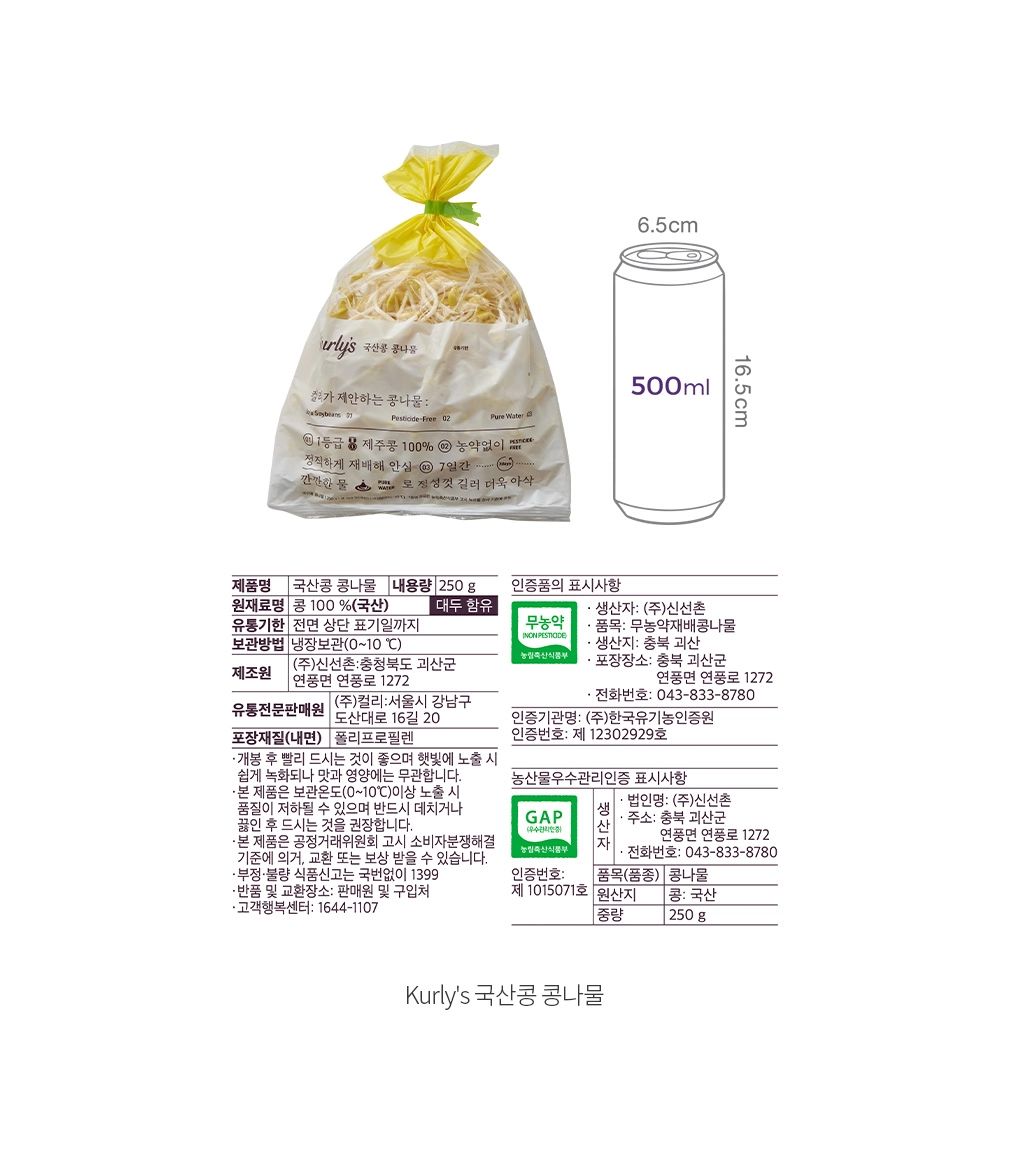 6.5cm
500ml
16.5cm
urly's 국산콩 콩나물
유통기한
컬리가 제안하는 콩나물 :
Soybeans 01 Pesticide-Free 02 Pure Water 03
01 1등급 제주콩 100% 02 농약없이 PESTICIDE-FREE
정직하게 재배해 안심 03 7일간 7Days
깐깐한 물 PURE WATER 로 정성껏 길러 더욱 아삭
제품명 국산콩 콩나물 내용량 250 g
원재료명 콩 100 %(국산) 대두 함유
유통기한 전면 상단 표기일까지
보관방법 냉장보관(0~10 ℃)
제조원 (주)신선촌:충청북도 괴산군
연풍면 연풍로 1272
유통전문판매원 (주)컬리:서울시 강남구
도산대로 16길 20
포장재질(내면) 폴리프로필렌
·개봉 후 빨리 드시는 것이 좋으며 햇빛에 노출 시
쉽게 녹화되나 맛과 영양에는 무관합니다.
·본 제품은 보관온도(0~10℃)이상 노출 시
품질이 저하될 수 있으며 반드시 데치거나
끓인 후 드시는 것을 권장합니다.
·본 제품은 공정거래위원회 고시 소비자분쟁해결
기준에 의거, 교환 또는 보상 받을 수 있습니다.
·부정·불량 식품신고는 국번없이 1399
·반품 및 교환장소: 판매원 및 구입처
·고객행복센터: 1644-1107
인증품의 표시사항
무농약
(NON PESTICIDE)
농림축산식품부
· 생산자: (주)신선촌
· 품목: 무농약재배콩나물
· 생산지: 충북 괴산
· 포장장소: 충북 괴산군
연풍면 연풍로 1272
· 전화번호: 043-833-8780
인증기관명: (주)한국유기농인증원
인증번호: 제 12302929호
농산물우수관리인증 표시사항
GAP
(우수관리인증)
농림축산식품부
인증번호:
제 1015071호
생산자
· 법인명: (주)신선촌
· 주소: 충북 괴산군
연풍면 연풍로 1272
· 전화번호: 043-833-8780
품목(품종) 콩나물
원산지 콩: 국산
중량 250 g
Kurly's 국산콩 콩나물